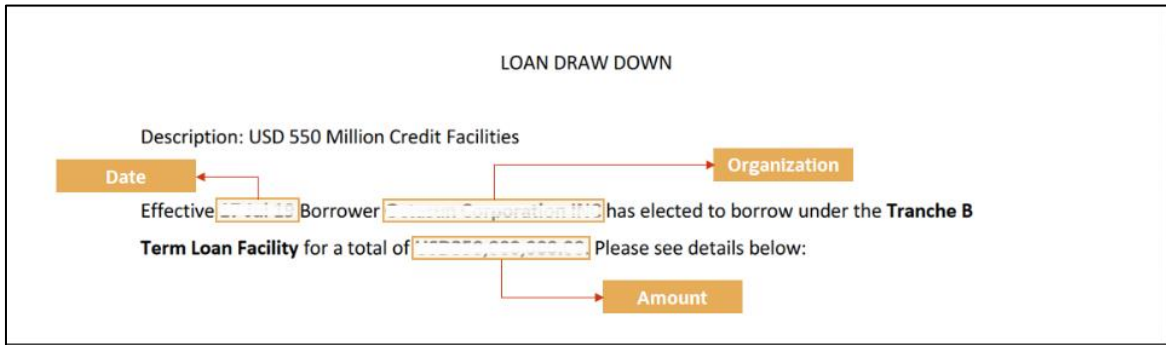 LOAN DRAW DOWN
Description: USD 550 Million Credit Facilities
Organization
Date
Effective Borrower Corporation has elected to borrow under the Tranche B
Term Loan Facility for a total of Please see details below:
Amount